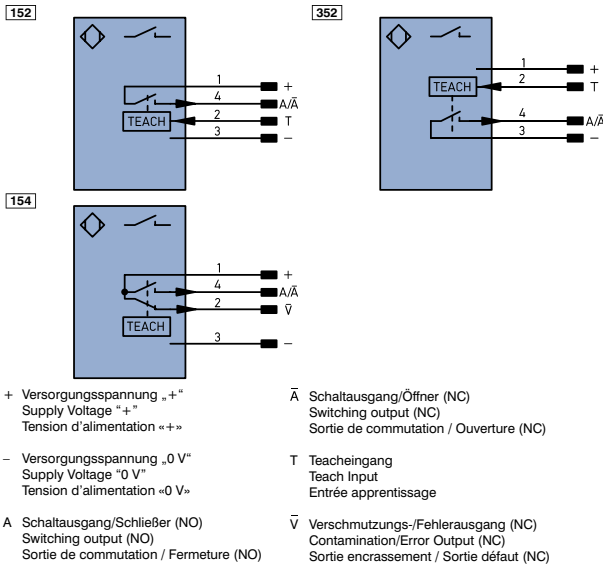 152
1 +
4 A/A̅
TEACH 2 T
3 −
352
1 +
TEACH 2 T
4 A/A̅
3 −
154
1 +
4 A/A̅
2 V̅
TEACH
3 −
+ Versorgungsspannung „+“
Supply Voltage “+”
Tension d’alimentation «+»
− Versorgungsspannung „0 V“
Supply Voltage “0 V”
Tension d’alimentation «0 V»
A Schaltausgang/Schließer (NO)
Switching output (NO)
Sortie de commutation / Fermeture (NO)
A̅ Schaltausgang/Öffner (NC)
Switching output (NC)
Sortie de commutation / Ouverture (NC)
T Teacheingang
Teach Input
Entrée apprentissage
V̅ Verschmutzungs-/Fehlerausgang (NC)
Contamination/Error Output (NC)
Sortie encrassement / Sortie défaut (NC)